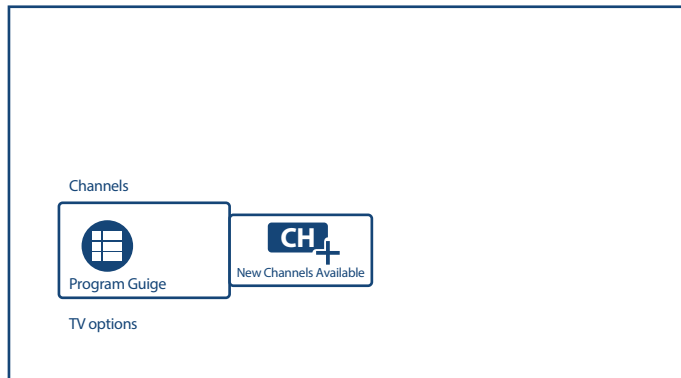 Channels
CH
Program Guige
New Channels Available
TV options